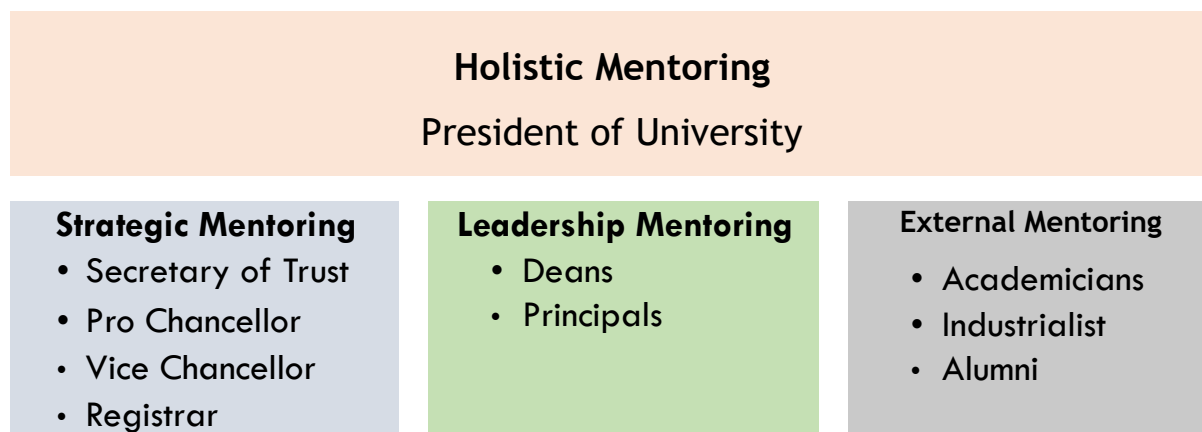 Holistic Mentoring
President of University
Strategic Mentoring
• Secretary of Trust
• Pro Chancellor
• Vice Chancellor
• Registrar
Leadership Mentoring
• Deans
• Principals
External Mentoring
• Academicians
• Industrialist
• Alumni